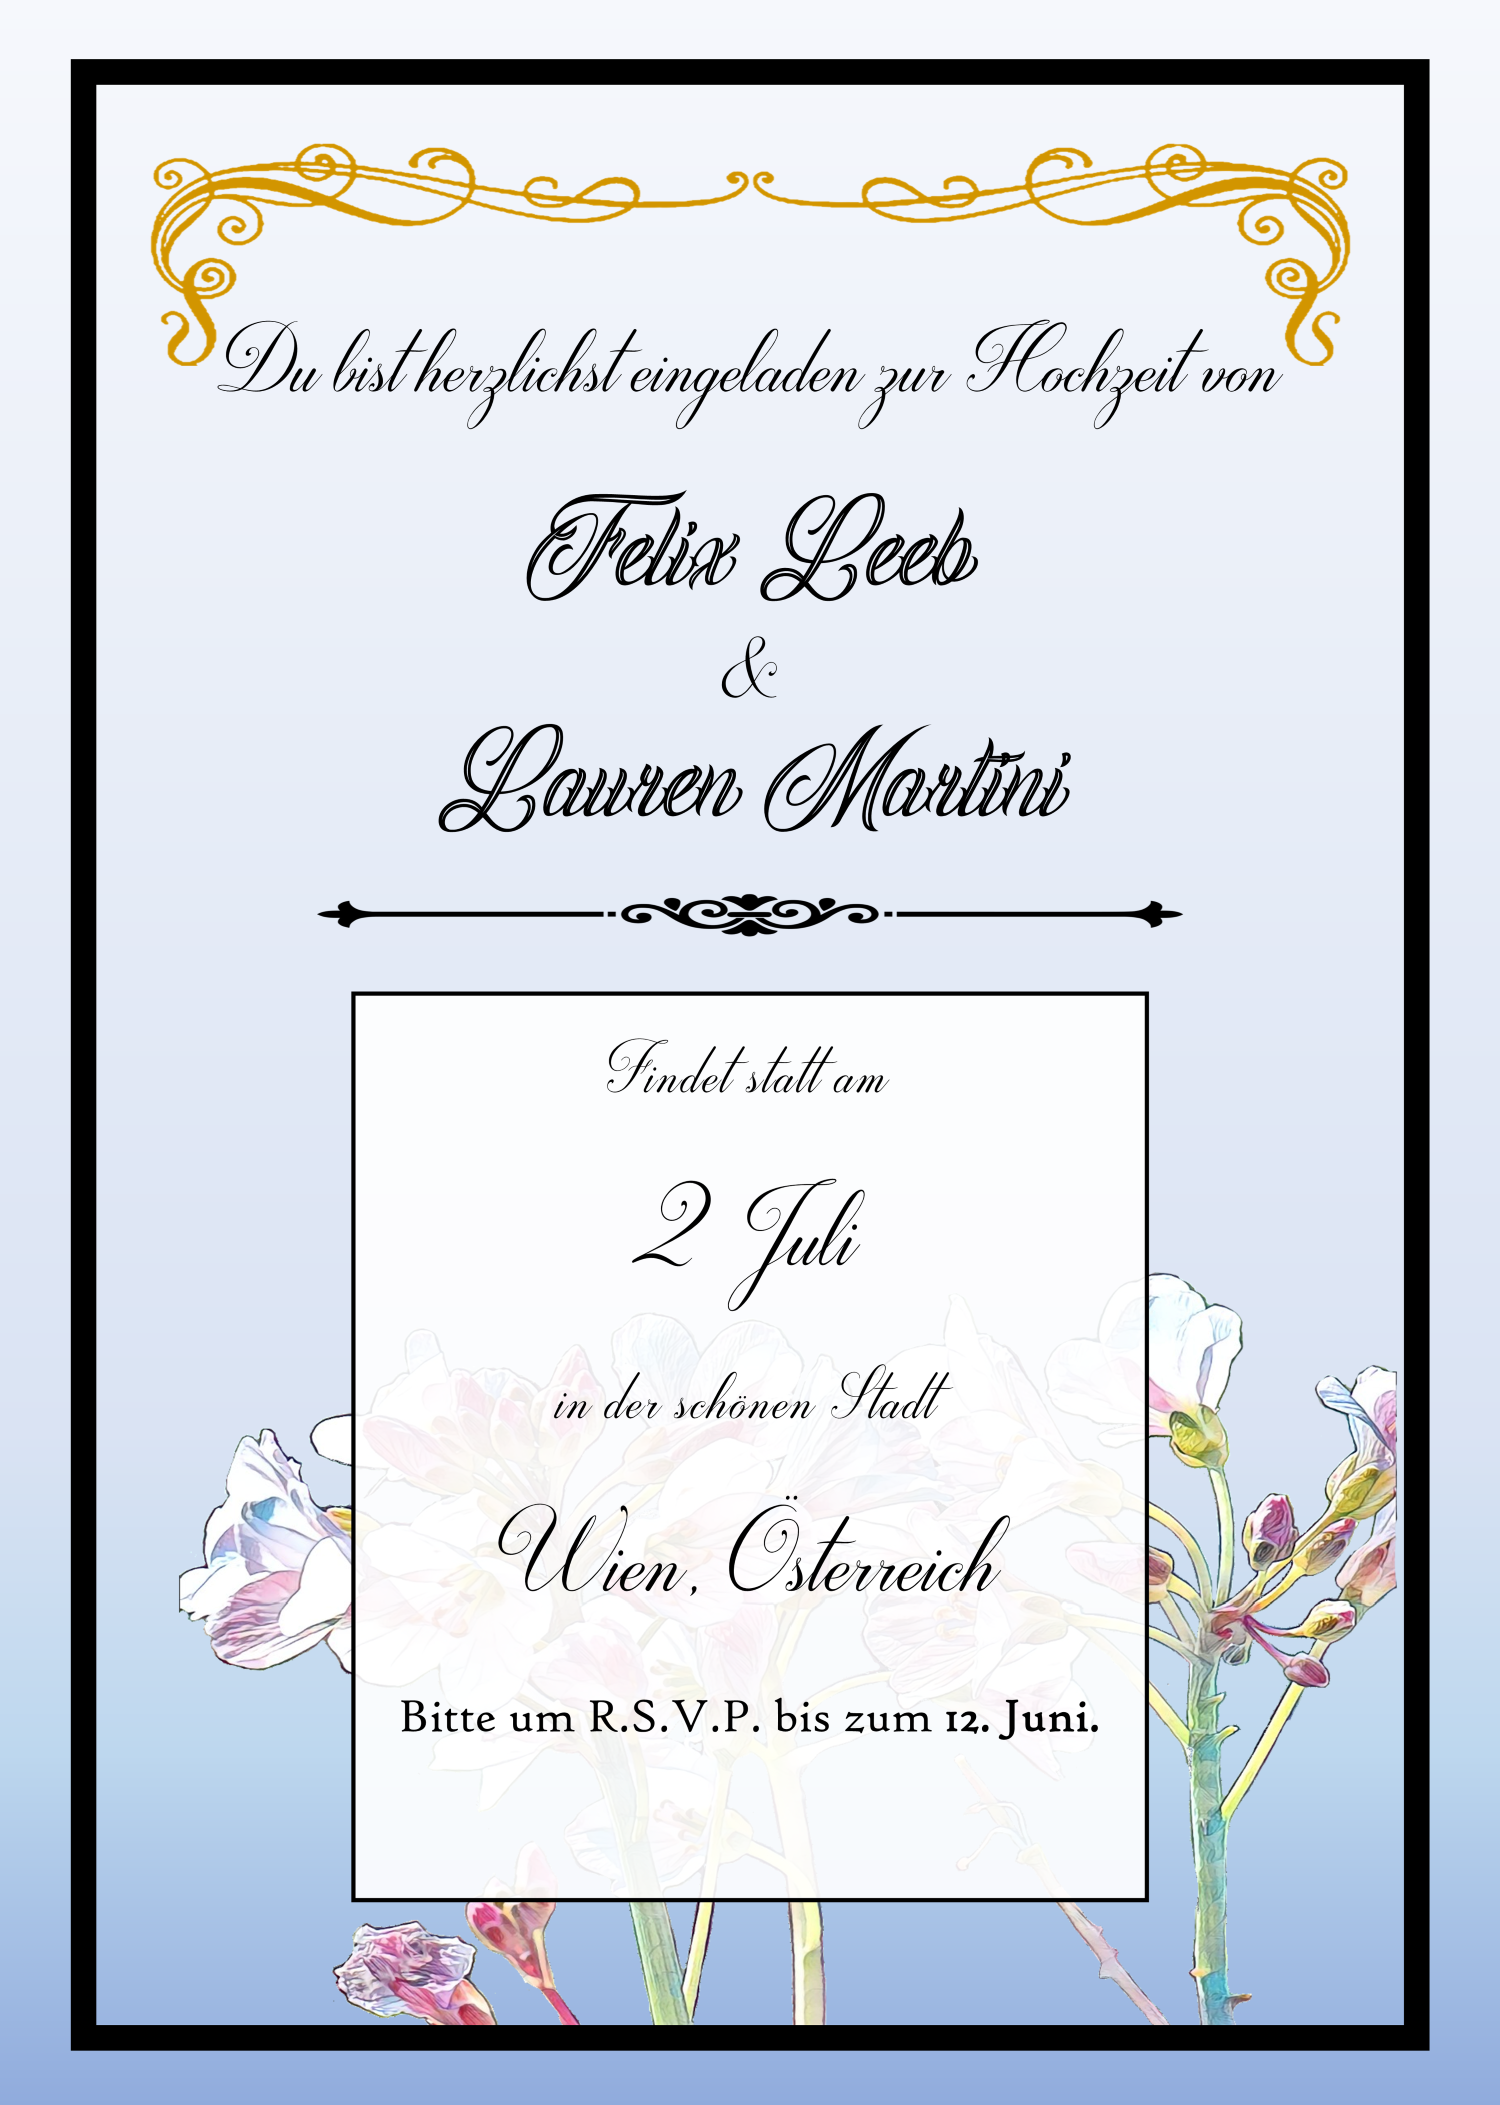 Du bist herzlichst eingeladen zur Hochzeit von
Felix Leeb
&
Lauren Martini
Findet statt am
2 Juli
in der schönen Stadt
Wien, Österreich
Bitte um R.S.V.P. bis zum 12. Juni.